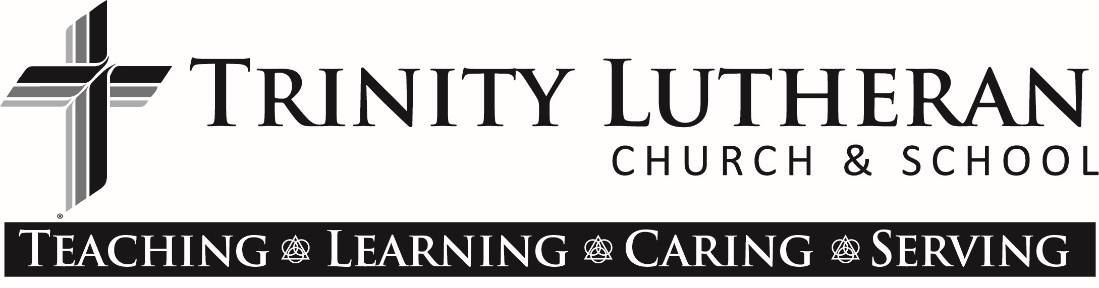 TRINITY LUTHERAN
CHURCH & SCHOOL
®
TEACHING LEARNING CARING SERVING